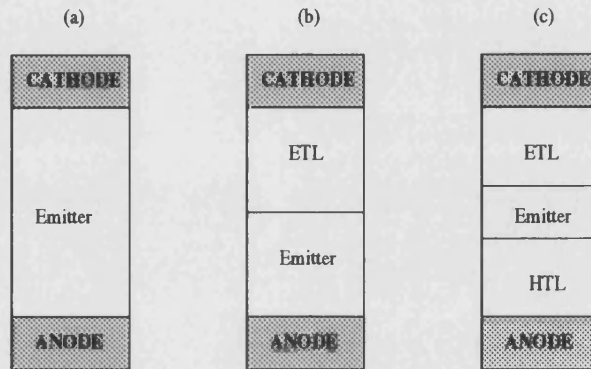 (a) (b) (c)
CATHODE CATHODE CATHODE
ETL ETL
Emitter Emitter
Emitter
HTL
ANODE ANODE ANODE